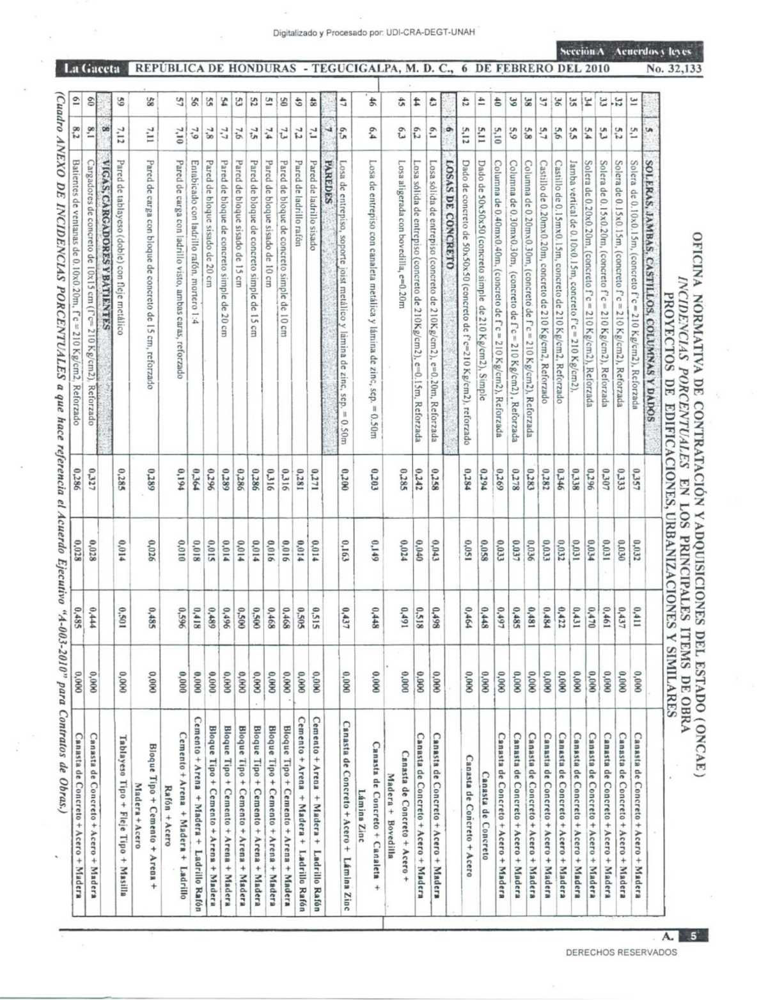 Digitalizado y Procesado por: UDI-CRA-DEGT-UNAH
Sección A Acuerdos y leyes
La Gaceta REPÚBLICA DE HONDURAS - TEGUCIGALPA, M. D. C., 6 DE FEBRERO DEL 2010 No. 32,133
OFICINA NORMATIVA DE CONTRATACIÓN Y ADQUISICIONES DEL ESTADO (ONCAE)
INCIDENCIAS PORCENTUALES EN LOS PRINCIPALES ITEMS DE OBRA
PROYECTOS DE EDIFICACIONES, URBANIZACIONES Y SIMILARES
5 SOLERAS, JAMBAS, CASTILLOS, COLUMNAS Y DADOS
31 5,1 Solera de 0.10x0.15m, (concreto f'c = 210 Kg/cm2), Reforzada 0,357 0,032 0,411 0,000 Canasta de Concreto + Acero + Madera
32 5,2 Solera de 0.15x0.15m, (concreto f'c = 210 Kg/cm2), Reforzada 0,333 0,030 0,437 0,000 Canasta de Concreto + Acero + Madera
33 5,3 Solera de 0.15x0.20m, (concreto f'c = 210 Kg/cm2), Reforzada 0,307 0,031 0,461 0,000 Canasta de Concreto + Acero + Madera
34 5,4 Solera de 0.20x0.20m, (concreto f'c = 210 Kg/cm2), Reforzada 0,296 0,034 0,470 0,000 Canasta de Concreto + Acero + Madera
35 5,5 Jamba vertical de 0.10x0.15m, concreto f'c = 210 Kg/cm2), 0,338 0,031 0,431 0,000 Canasta de Concreto + Acero + Madera
36 5,6 Castillo de 0.15mx0.15m, concreto de 210 Kg/cm2, Reforzado 0,346 0,032 0,422 0,000 Canasta de Concreto + Acero + Madera
37 5,7 Castillo de 0.20mx0.20m, concreto de 210 Kg/cm2, Reforzado 0,282 0,033 0,484 0,000 Canasta de Concreto + Acero + Madera
38 5,8 Columna de 0.20mx0.30m, (concreto de f'c = 210 Kg/cm2), Reforzada 0,283 0,036 0,481 0,000 Canasta de Concreto + Acero + Madera
39 5,9 Columna de 0.30mx0.30m, (concreto de f'c = 210 Kg/cm2) , Reforzada 0,278 0,037 0,485 0,000 Canasta de Concreto + Acero + Madera
40 5,10 Columna de 0.40mx0.40m, (concreto de f'c = 210 Kg/cm2), Reforzada 0,269 0,033 0,497 0,000 Canasta de Concreto + Acero + Madera
41 5,11 Dado de 50x50x50 (concreto simple de 210 Kg/cm2), Simple 0,294 0,058 0,448 0,000 Canasta de Concreto
42 5,12 Dado de concreto de 50x50x50 (concreto de f'c=210 Kg/cm2), reforzado 0,284 0,051 0,464 0,000 Canasta de Concreto + Acero
6 LOSAS DE CONCRETO
43 6,1 Losa sólida de entrepiso (concreto de 210Kg/cm2), e=0.20m, Reforzada 0,258 0,043 0,498 0,000 Canasta de Concreto + Acero + Madera
44 6,2 Losa sólida de entrepiso (concreto de 210Kg/cm2), e=0.15m, Reforzada 0,242 0,040 0,518 0,000 Canasta de Concreto + Acero + Madera
45 6,3 Losa aligerada con bovedilla, e=0.20m 0,285 0,024 0,491 0,000 Canasta de Concreto + Acero +
Madera + Bovedilla
46 6,4 Losa de entrepiso con canaleta metálica y lámina de zinc, sep. = 0.50m 0,203 0,149 0,448 0,000 Canasta de Concreto + Canaleta +
Lámina Zinc
47 6,5 Losa de entrepiso, soporte joist metálico y lámina de zinc, sep. = 0.50m 0,200 0,163 0,437 0,000 Canasta de Concreto + Acero + Lámina Zinc
7 PAREDES
48 7,1 Pared de ladrillo sisado 0,271 0,014 0,515 0,000 Cemento + Arena + Madera + Ladrillo Rafón
49 7,2 Pared de ladrillo rafón 0,281 0,014 0,505 0,000 Cemento + Arena + Madera + Ladrillo Rafón
50 7,3 Pared de bloque de concreto simple de 10 cm 0,316 0,016 0,468 0,000 Bloque Tipo + Cemento + Arena + Madera
51 7,4 Pared de bloque sisado de 10 cm 0,316 0,016 0,468 0,000 Bloque Tipo + Cemento + Arena + Madera
52 7,5 Pared de bloque de concreto simple de 15 cm 0,286 0,014 0,500 0,000 Bloque Tipo + Cemento + Arena + Madera
53 7,6 Pared de bloque sisado de 15 cm 0,286 0,014 0,500 0,000 Bloque Tipo + Cemento + Arena + Madera
54 7,7 Pared de bloque de concreto simple de 20 cm 0,289 0,014 0,496 0,000 Bloque Tipo + Cemento + Arena + Madera
55 7,8 Pared de bloque sisado de 20 cm 0,296 0,015 0,489 0,000 Bloque Tipo + Cemento + Arena + Madera
56 7,9 Entabicado con ladrillo rafón, mortero 1:4 0,364 0,018 0,418 0,000 Cemento + Arena + Madera + Ladrillo Rafón
57 7,10 Pared de carga con ladrillo visto, ambas caras, reforzado 0,194 0,010 0,596 0,000 Cemento + Arena + Madera + Ladrillo
Rafón + Acero
58 7,11 Pared de carga con bloque de concreto de 15 cm, reforzado 0,289 0,026 0,485 0,000 Bloque Tipo + Cemento + Arena +
Madera + Acero
59 7,12 Pared de tablayeso (doble) con fleje metálico 0,285 0,014 0,501 0,000 Tablayeso Tipo + Fleje Tipo + Masilla
8 VIGAS, CARGADORES Y BATIENTES
60 8,1 Cargadores de concreto de 10x15 cm (f'c= 210 Kg/cm2), Reforzado 0,327 0,028 0,444 0,000 Canasta de Concreto + Acero + Madera
61 8,2 Batientes de ventanas de 0.10x0.20m, f'c = 210 Kg/cm2, Reforzado 0,286 0,028 0,485 0,000 Canasta de Concreto + Acero + Madera
(Cuadro ANEXO DE INCIDENCIAS PORCENTUALES a que hace referencia el Acuerdo Ejecutivo "A-003-2010" para Contratos de Obras.)
A. 5
DERECHOS RESERVADOS